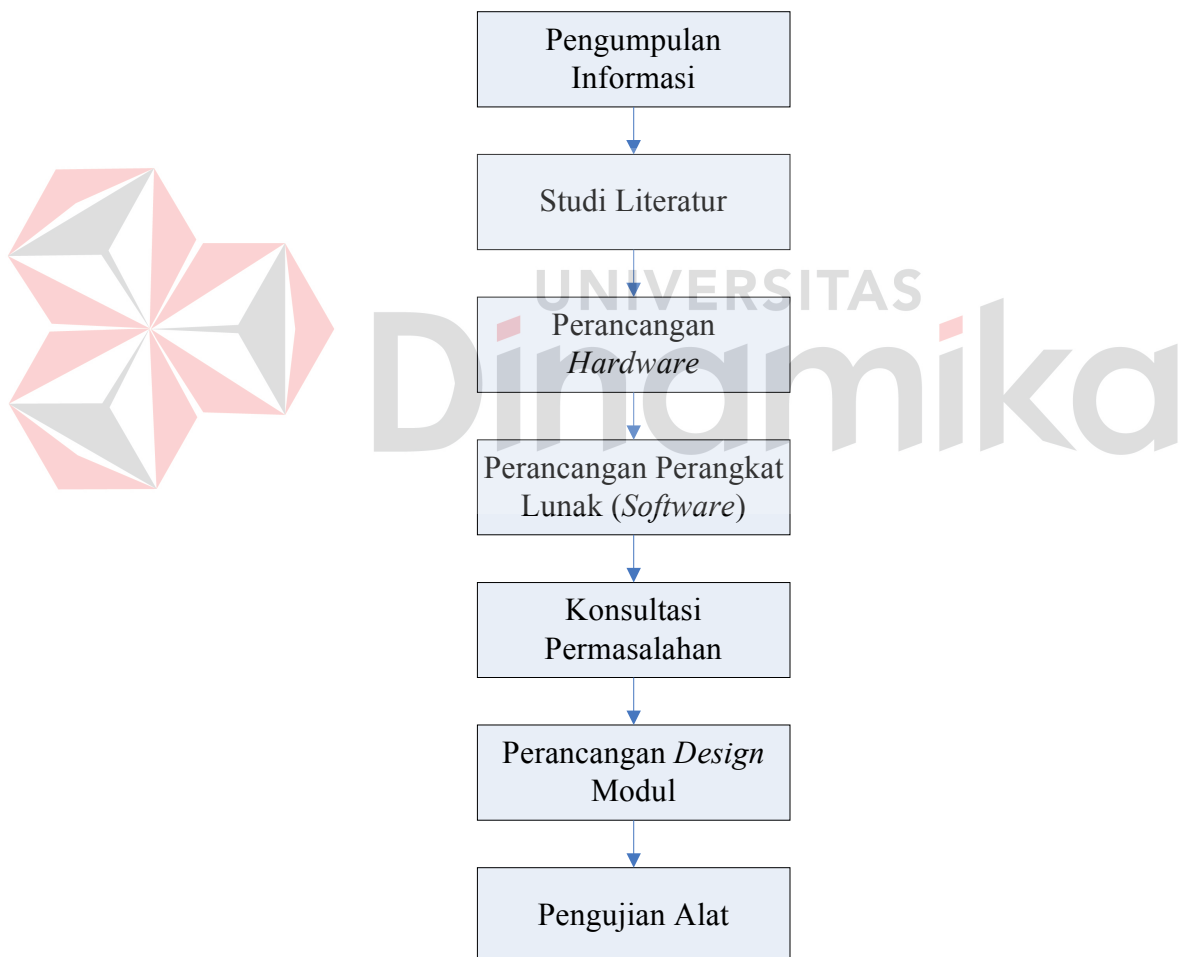 Pengumpulan
Informasi
Studi Literatur
UNIVERSITAS
Dinamika
Perancangan
Hardware
Perancangan Perangkat
Lunak (Software)
Konsultasi
Permasalahan
Perancangan Design
Modul
Pengujian Alat